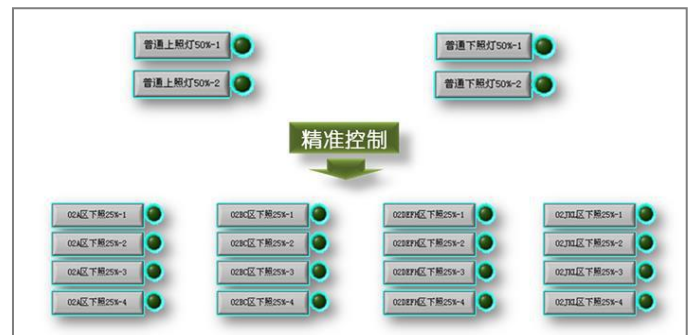 普通上照灯50%-1
普通下照灯50%-1
普通上照灯50%-2
普通下照灯50%-2
精准控制
02A区下照25%-1
02BC区下照25%-1
02DEFH区下照25%-1
02JKL区下照25%-1
02A区下照25%-2
02BC区下照25%-2
02DEFH区下照25%-2
02JKL区下照25%-2
02A区下照25%-3
02BC区下照25%-3
02DEFH区下照25%-3
02JKL区下照25%-3
02A区下照25%-4
02BC区下照25%-4
02DEFH区下照25%-4
02JKL区下照25%-4